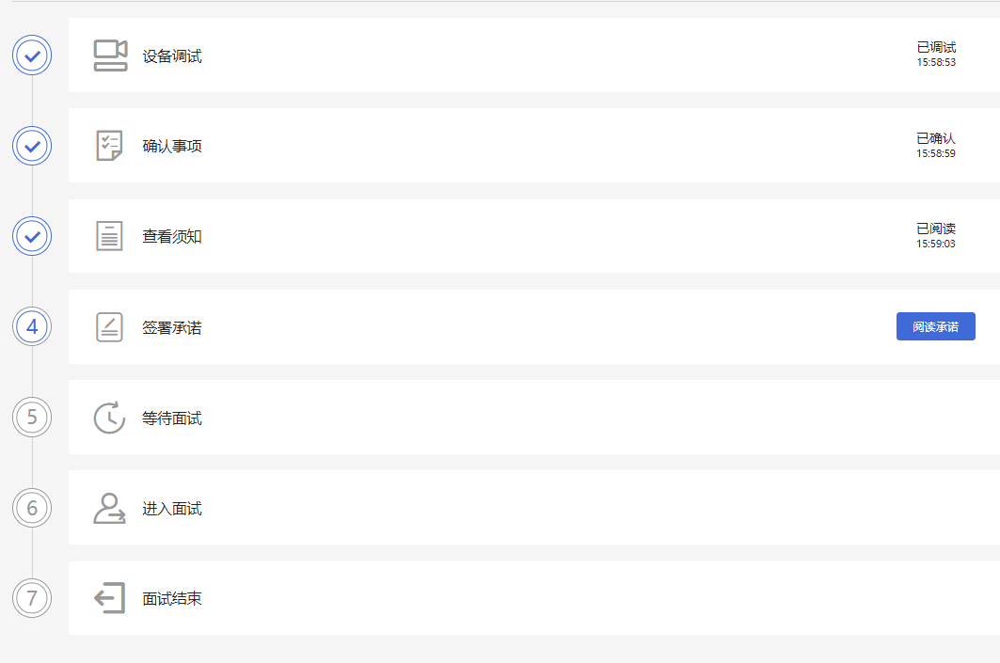 设备调试
已调试
15:58:53
确认事项
已确认
15:58:59
查看须知
已阅读
15:59:03
4
签署承诺
阅读承诺
5
等待面试
6
进入面试
7
面试结束